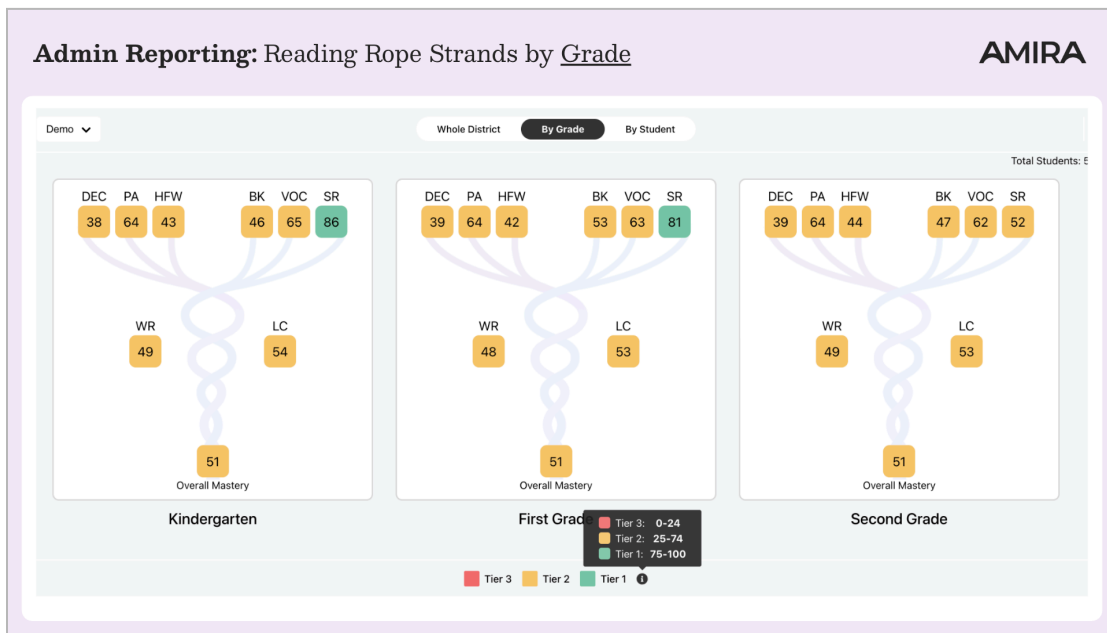 Admin Reporting: Reading Rope Strands by Grade
AMIRA
Demo
Whole District By Grade By Student
Total Students: 5
DEC PA HFW BK VOC SR
38 64 43 46 65 86
WR LC
49 54
51
Overall Mastery
Kindergarten
DEC PA HFW BK VOC SR
39 64 42 53 63 81
WR LC
48 53
51
Overall Mastery
First Grade
DEC PA HFW BK VOC SR
39 64 44 47 62 52
WR LC
49 53
51
Overall Mastery
Second Grade
Tier 3: 0-24
Tier 2: 25-74
Tier 1: 75-100
Tier 3 Tier 2 Tier 1